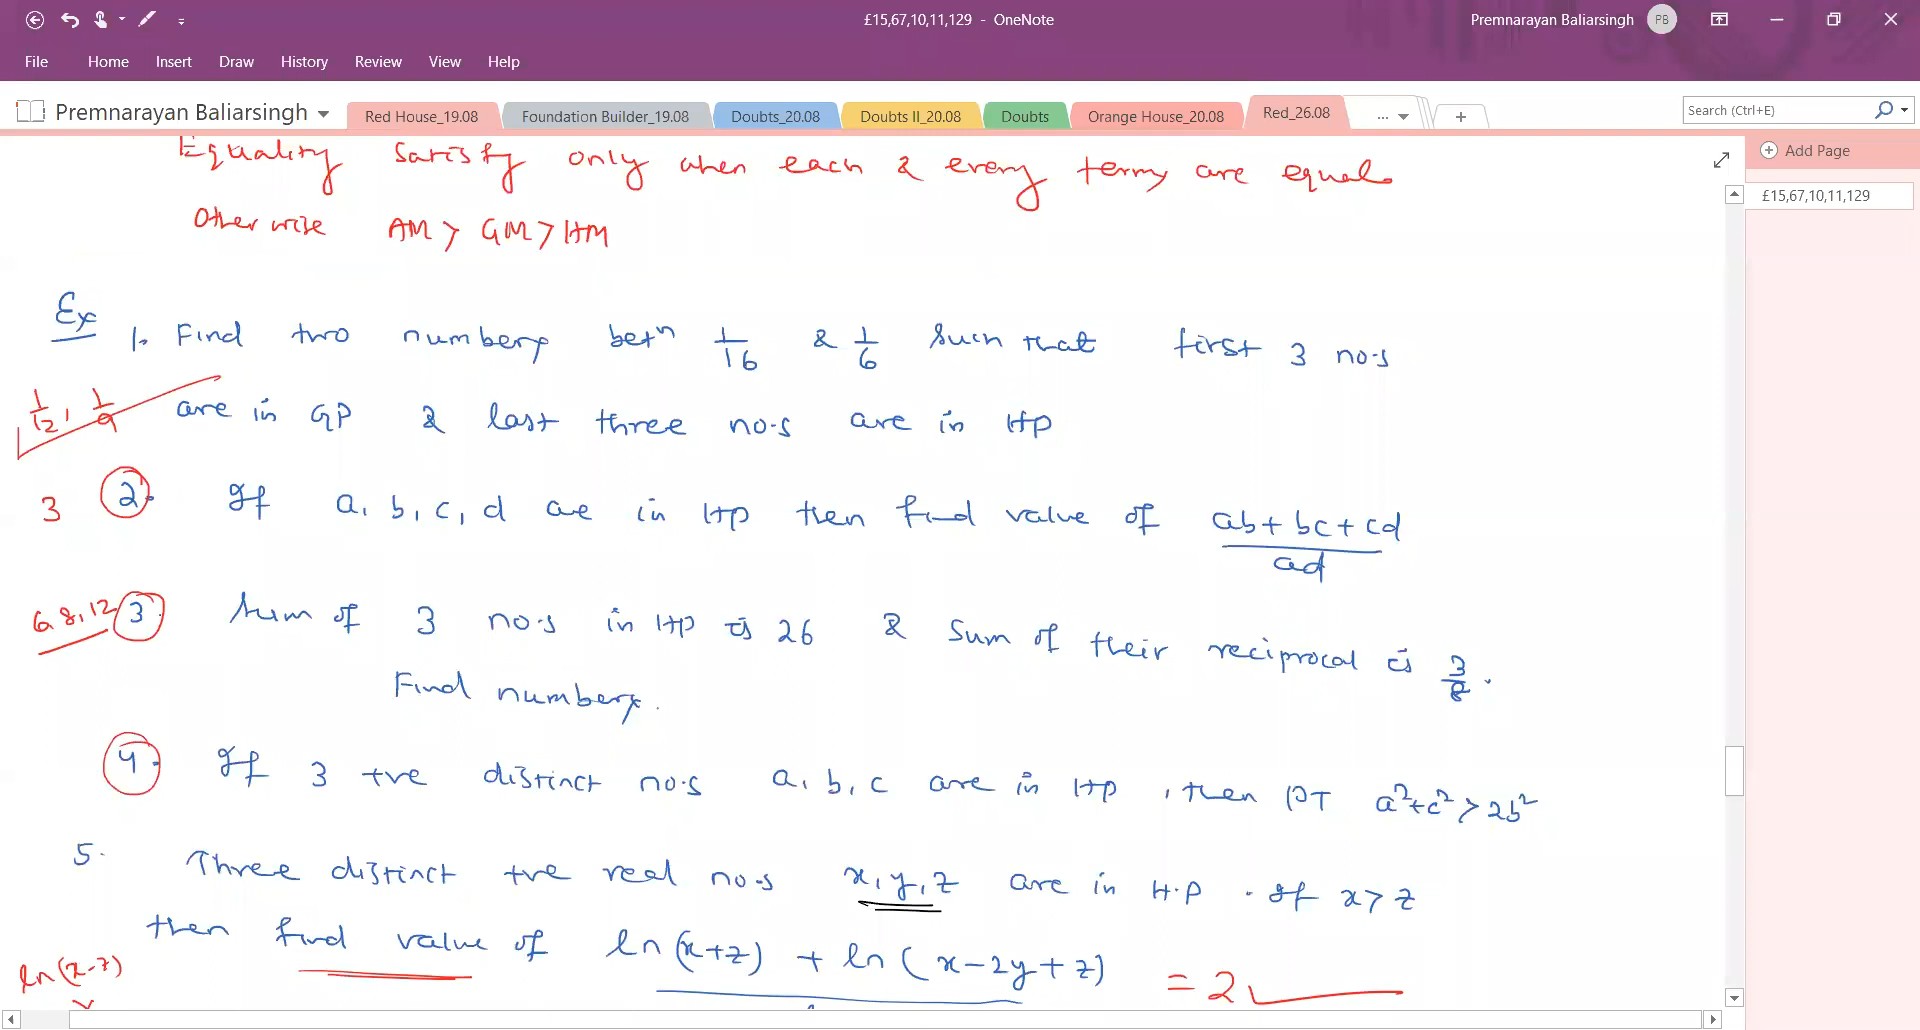 £15,67,10,11,129 - OneNote
Premnarayan Baliarsingh PB
File Home Insert Draw History Review View Help
Premnarayan Baliarsingh
Red House_19.08 Foundation Builder_19.08 Doubts_20.08 Doubts II_20.08 Doubts Orange House_20.08 Red_26.08 ... +
Search (Ctrl+E)
Add Page
£15,67,10,11,129
Equality satisfy only when each & every terms are equal.
Otherwise AM > GM > HM
Ex
1. Find two numbers betn 1/16 & 1/6 such that first 3 no.s
1/12, 1/9
are in GP & last three no.s are in HP
3 2. If a, b, c, d are in HP then find value of (ab + bc + cd)/ad
6, 8, 12 3. Sum of 3 no.s in HP is 26 & sum of their reciprocal is 3/8.
Find numbers.
4. If 3 +ve distinct no.s a, b, c are in HP, then PT a²+c² > 2b²
5. Three distinct +ve real no.s x, y, z are in H.P. If x > z
then find value of ln(x+z) + ln(x-2y+z) = 2
ln(x-z)